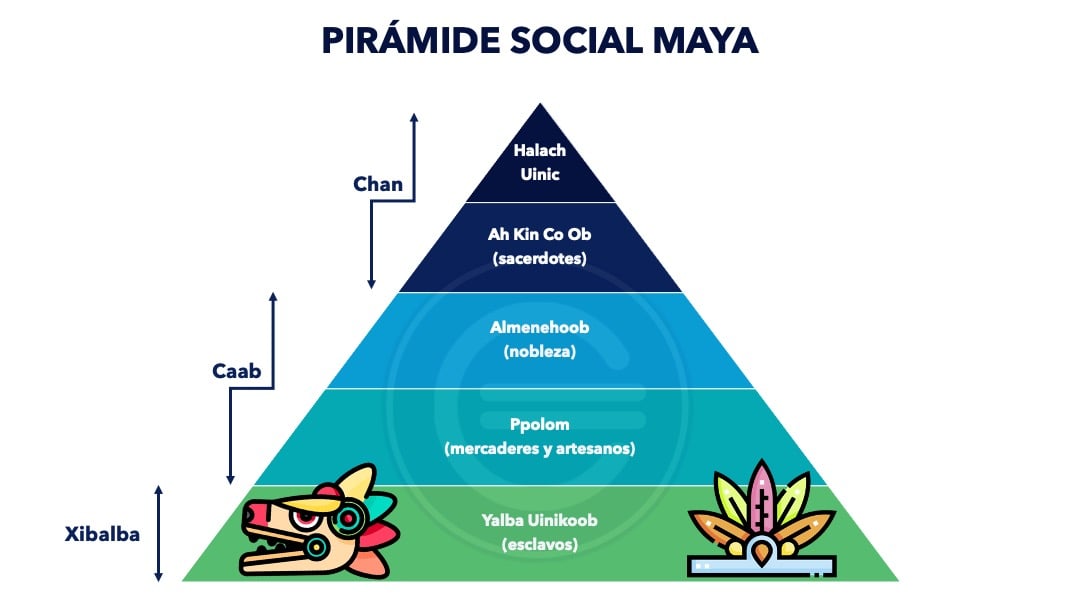 PIRÁMIDE SOCIAL MAYA
Halach
Uinic
Chan
Ah Kin Co Ob
(sacerdotes)
Almenehoob
(nobleza)
Caab
Ppolom
(mercaderes y artesanos)
Yalba Uinikoob
(esclavos)
Xibalba